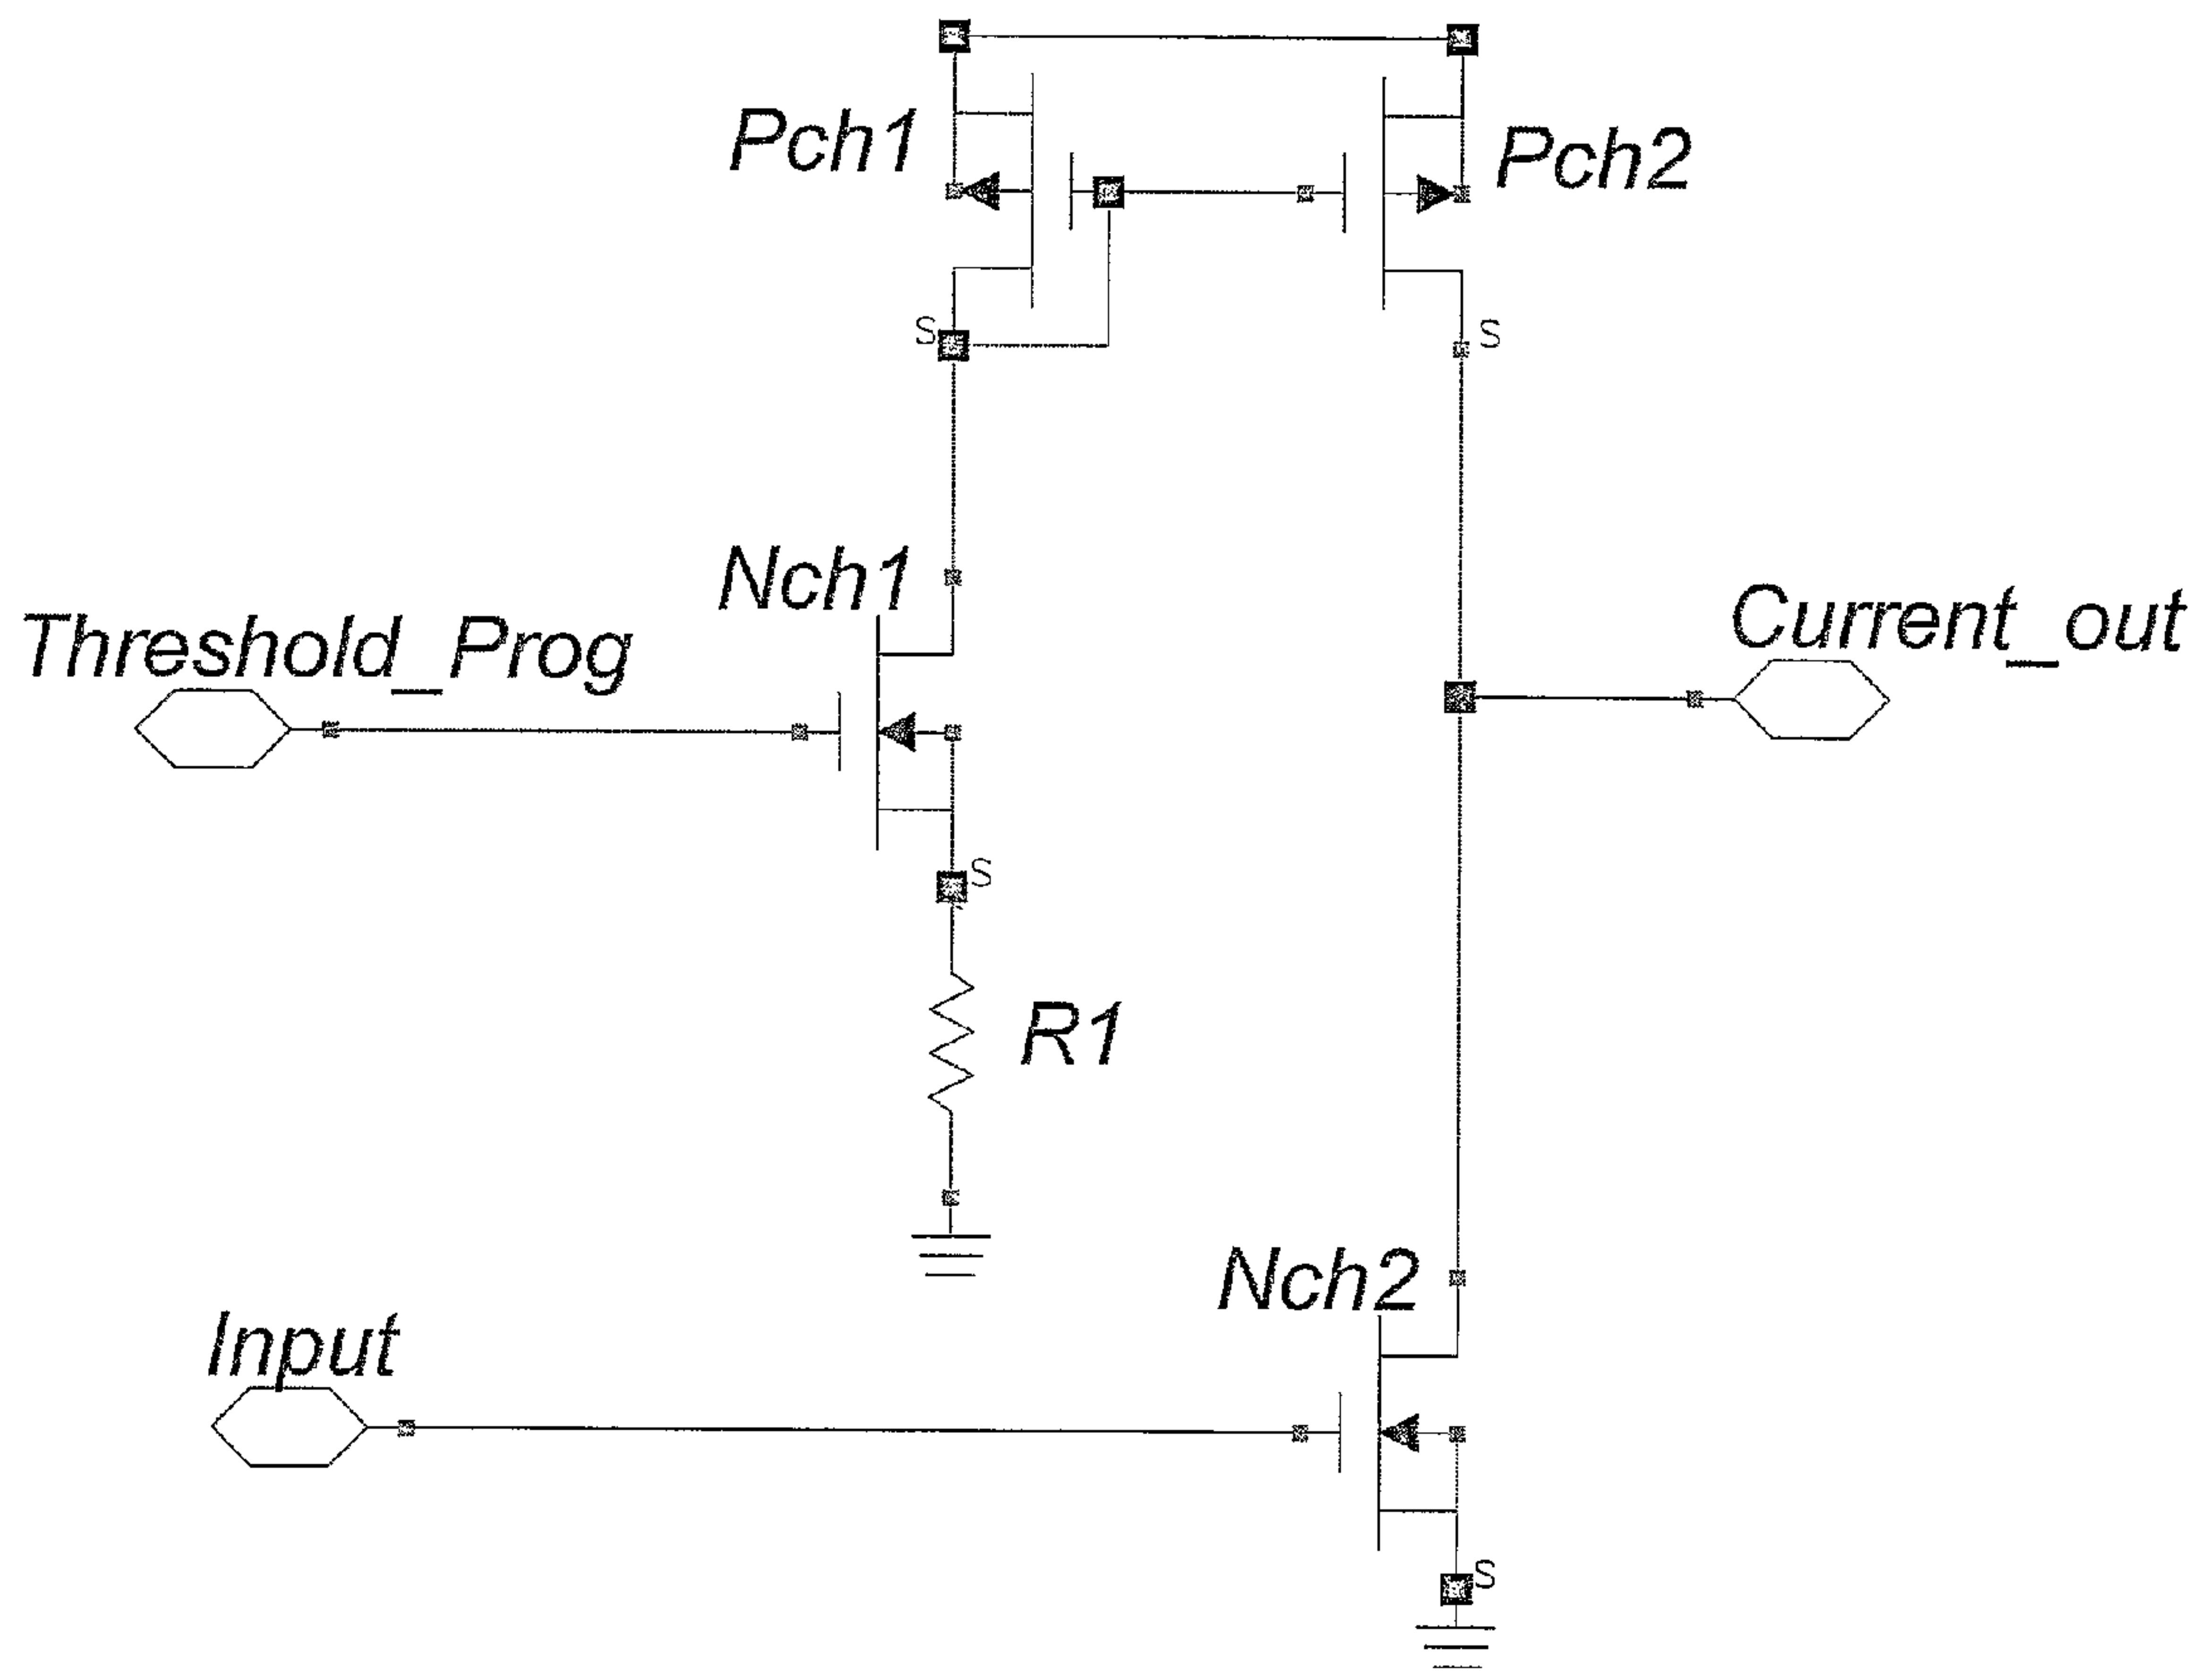 Pch1
Pch2
S
S
Nch1
Threshold_Prog
Current_out
S
R1
Nch2
Input
S